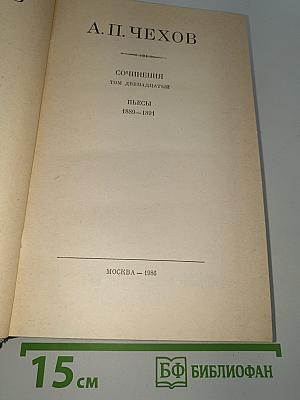 А. П. ЧЕХОВ
СОЧИНЕНИЯ
ТОМ ДВЕНАДЦАТЫЙ
ПЬЕСЫ
1889—1891
МОСКВА — 1986
15 см
БФ БИБЛИОФАН